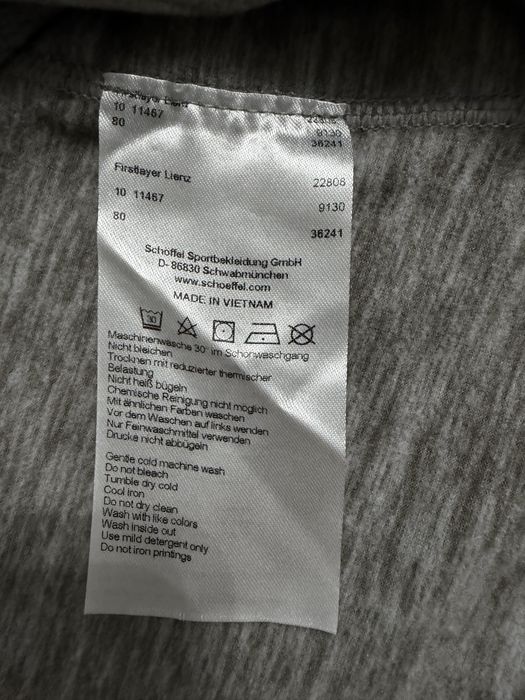 Firstlayer Lienz
10 11467
9130
80
36241
Firstlayer Lienz 22808
10 11467 9130
80 36241
Schöffel Sportbekleidung GmbH
D- 86830 Schwabmünchen
www.schoeffel.com
MADE IN VIETNAM
30
Maschinenwäsche 30° im Schonwaschgang
Nicht bleichen
Trocknen mit reduzierter thermischer
Belastung
Nicht heiß bügeln
Chemische Reinigung nicht möglich
Mit ähnlichen Farben waschen
Vor dem Waschen auf links wenden
Nur Feinwaschmittel verwenden
Drucke nicht abbügeln
Gentle cold machine wash
Do not bleach
Tumble dry cold
Cool iron
Do not dry clean
Wash with like colors
Wash inside out
Use mild detergent only
Do not iron printings